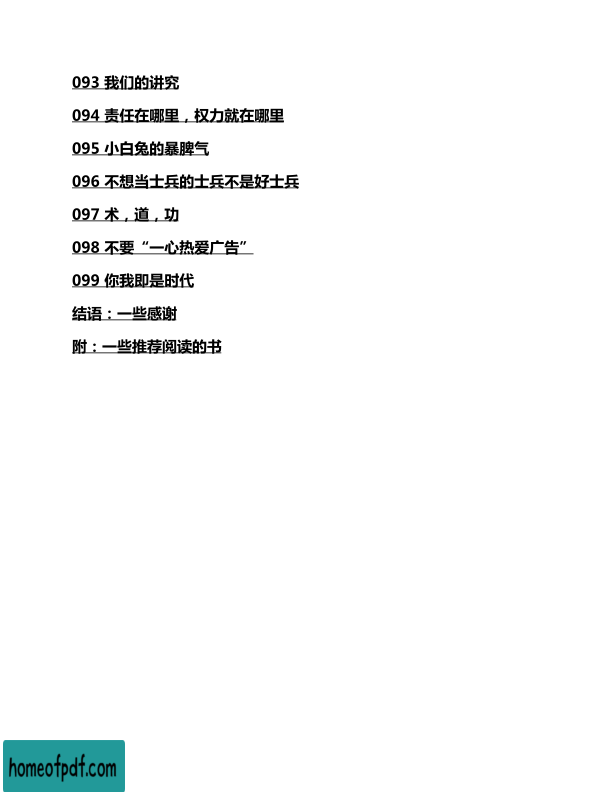 093 我们的讲究
094 责任在哪里，权力就在哪里
095 小白兔的暴脾气
096 不想当士兵的士兵不是好士兵
097 术，道，功
098 不要“一心热爱广告”
099 你我即是时代
结语：一些感谢
附：一些推荐阅读的书
homeofpdf.com